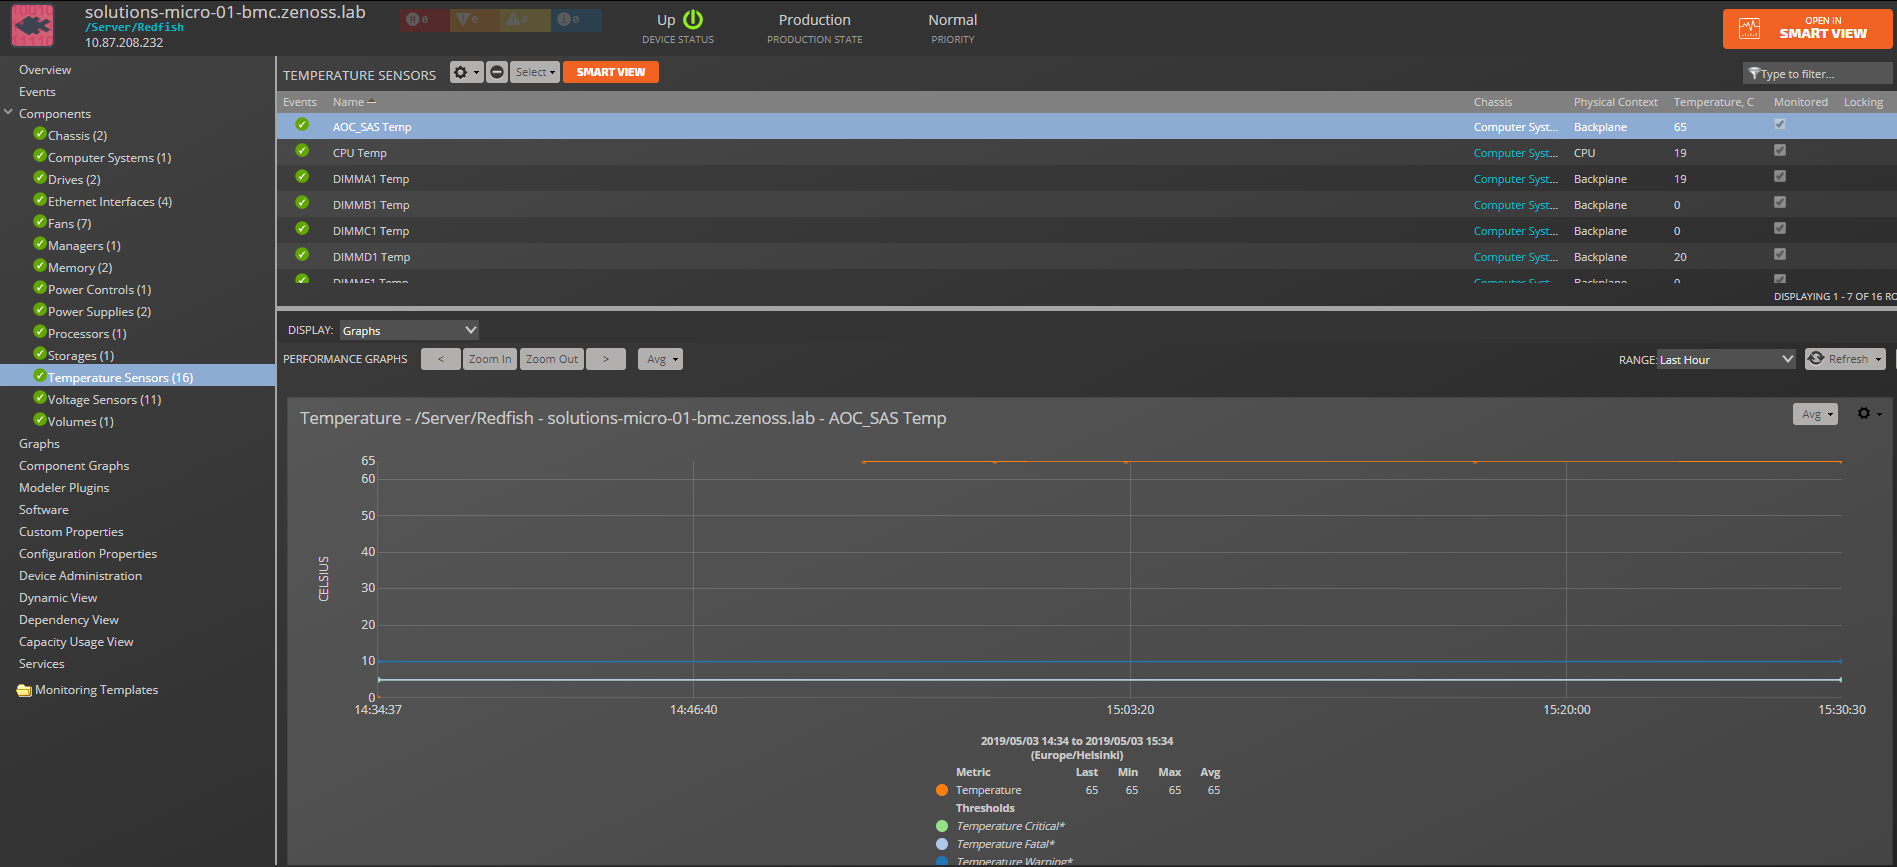 solutions-micro-01-bmc.zenoss.lab
/Server/Redfish
10.87.208.232
0 0 0 0
Up
DEVICE STATUS
Production
PRODUCTION STATE
Normal
PRIORITY
OPEN IN
SMART VIEW
Overview
Events
Components
Chassis (2)
Computer Systems (1)
Drives (2)
Ethernet Interfaces (4)
Fans (7)
Managers (1)
Memory (2)
Power Controls (1)
Power Supplies (2)
Processors (1)
Storages (1)
Temperature Sensors (16)
Voltage Sensors (11)
Volumes (1)
Graphs
Component Graphs
Modeler Plugins
Software
Custom Properties
Configuration Properties
Device Administration
Dynamic View
Dependency View
Capacity Usage View
Services
Monitoring Templates
TEMPERATURE SENSORS Select SMART VIEW Type to filter...
Events Name Chassis Physical Context Temperature, C Monitored Locking
AOC_SAS Temp Computer Syst... Backplane 65
CPU Temp Computer Syst... CPU 19
DIMMA1 Temp Computer Syst... Backplane 19
DIMMB1 Temp Computer Syst... Backplane 0
DIMMC1 Temp Computer Syst... Backplane 0
DIMMD1 Temp Computer Syst... Backplane 20
DIMME1 Temp Computer Syst... Backplane 0
DISPLAYING 1 - 7 OF 16 RO
DISPLAY: Graphs
PERFORMANCE GRAPHS < Zoom In Zoom Out > Avg RANGE: Last Hour Refresh
Temperature - /Server/Redfish - solutions-micro-01-bmc.zenoss.lab - AOC_SAS Temp Avg
65
60
50
40
30
20
10
0
CELSIUS
14:34:37 14:46:40 15:03:20 15:20:00 15:30:30
2019/05/03 14:34 to 2019/05/03 15:34
(Europe/Helsinki)
Metric Last Min Max Avg
Temperature 65 65 65 65
Thresholds
Temperature Critical*
Temperature Fatal*
Temperature Warning*